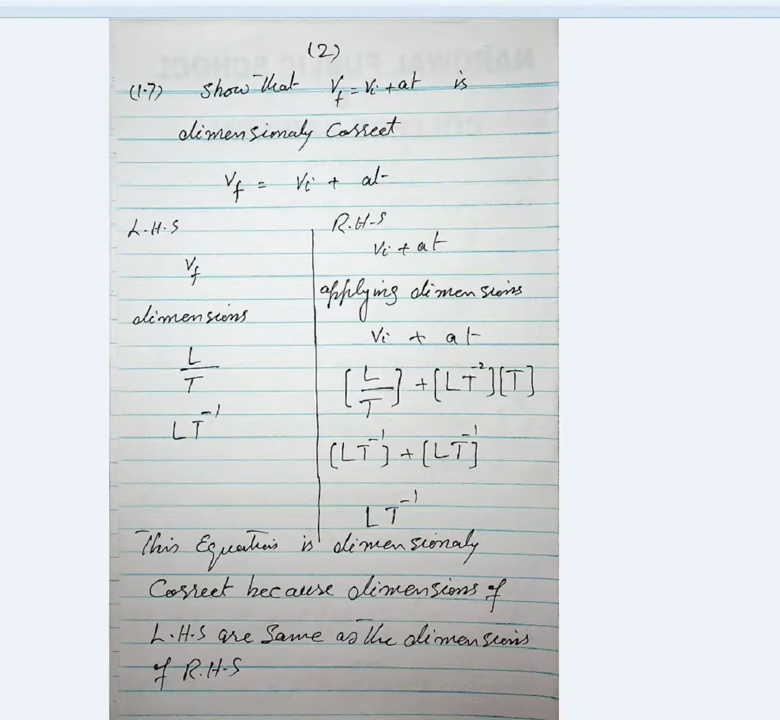 (2)
(1.7) Show that Vf = Vi + at is
dimensionaly Correct
Vf = Vi + at
L.H.S
Vf
dimensions
L/T
LT⁻¹
R.H.S
Vi + at
applying dimensions
Vi + at
[L/T] + [LT⁻²][T]
[LT⁻¹] + [LT⁻¹]
LT⁻¹
This Equation is dimensionaly
Correct because dimensions of
L.H.S are Same as the dimensions
of R.H.S